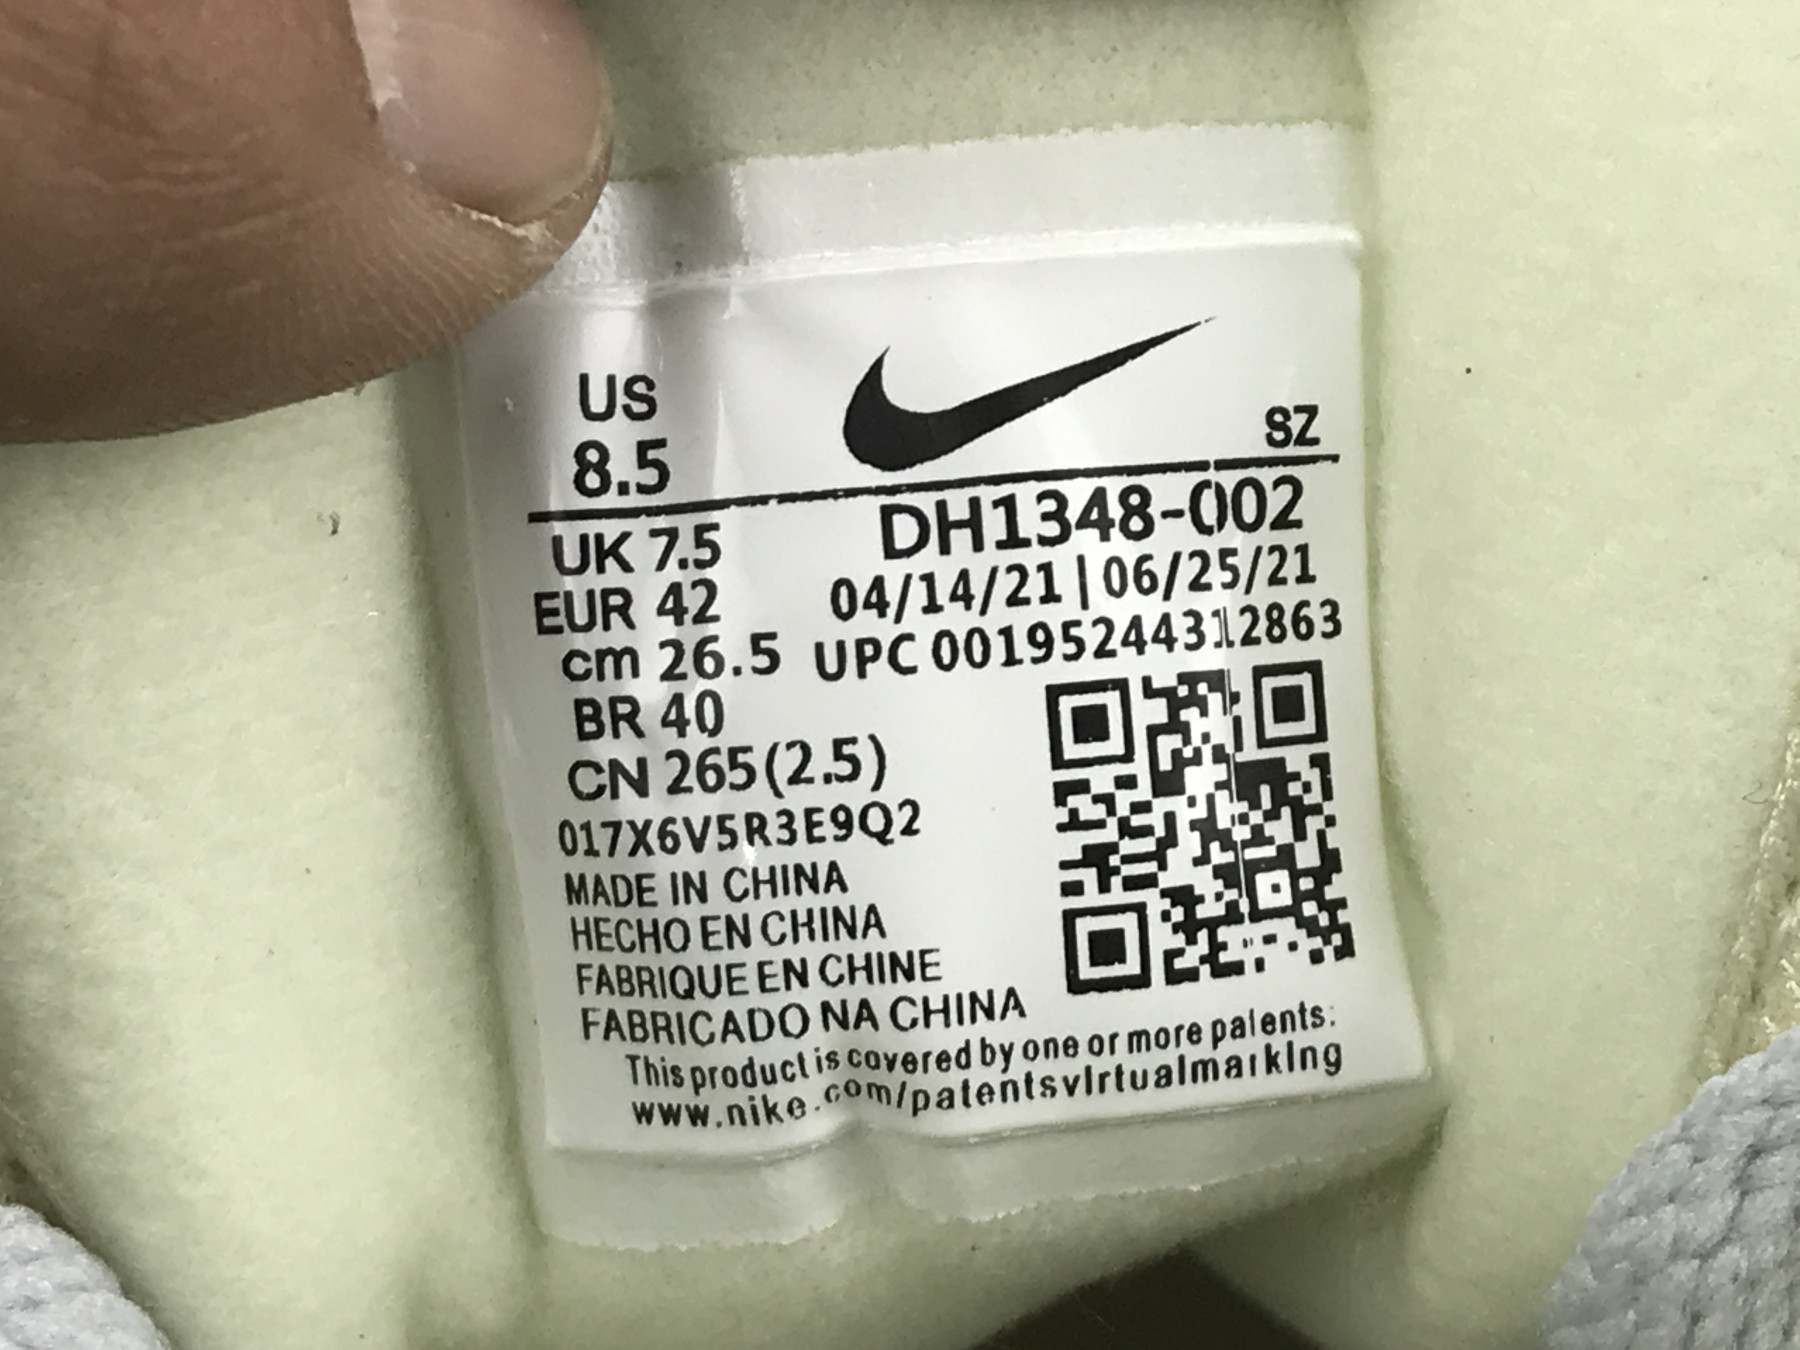 US
8.5
SZ
UK 7.5
DH1348-002
EUR 42
04/14/21 | 06/25/21
cm 26.5
UPC 00195244312863
BR 40
CN 265(2.5)
017X6V5R3E9Q2
MADE IN CHINA
HECHO EN CHINA
FABRIQUE EN CHINE
FABRICADO NA CHINA
This product is covered by one or more patents:
www.nike.com/patentsvirtualmarking